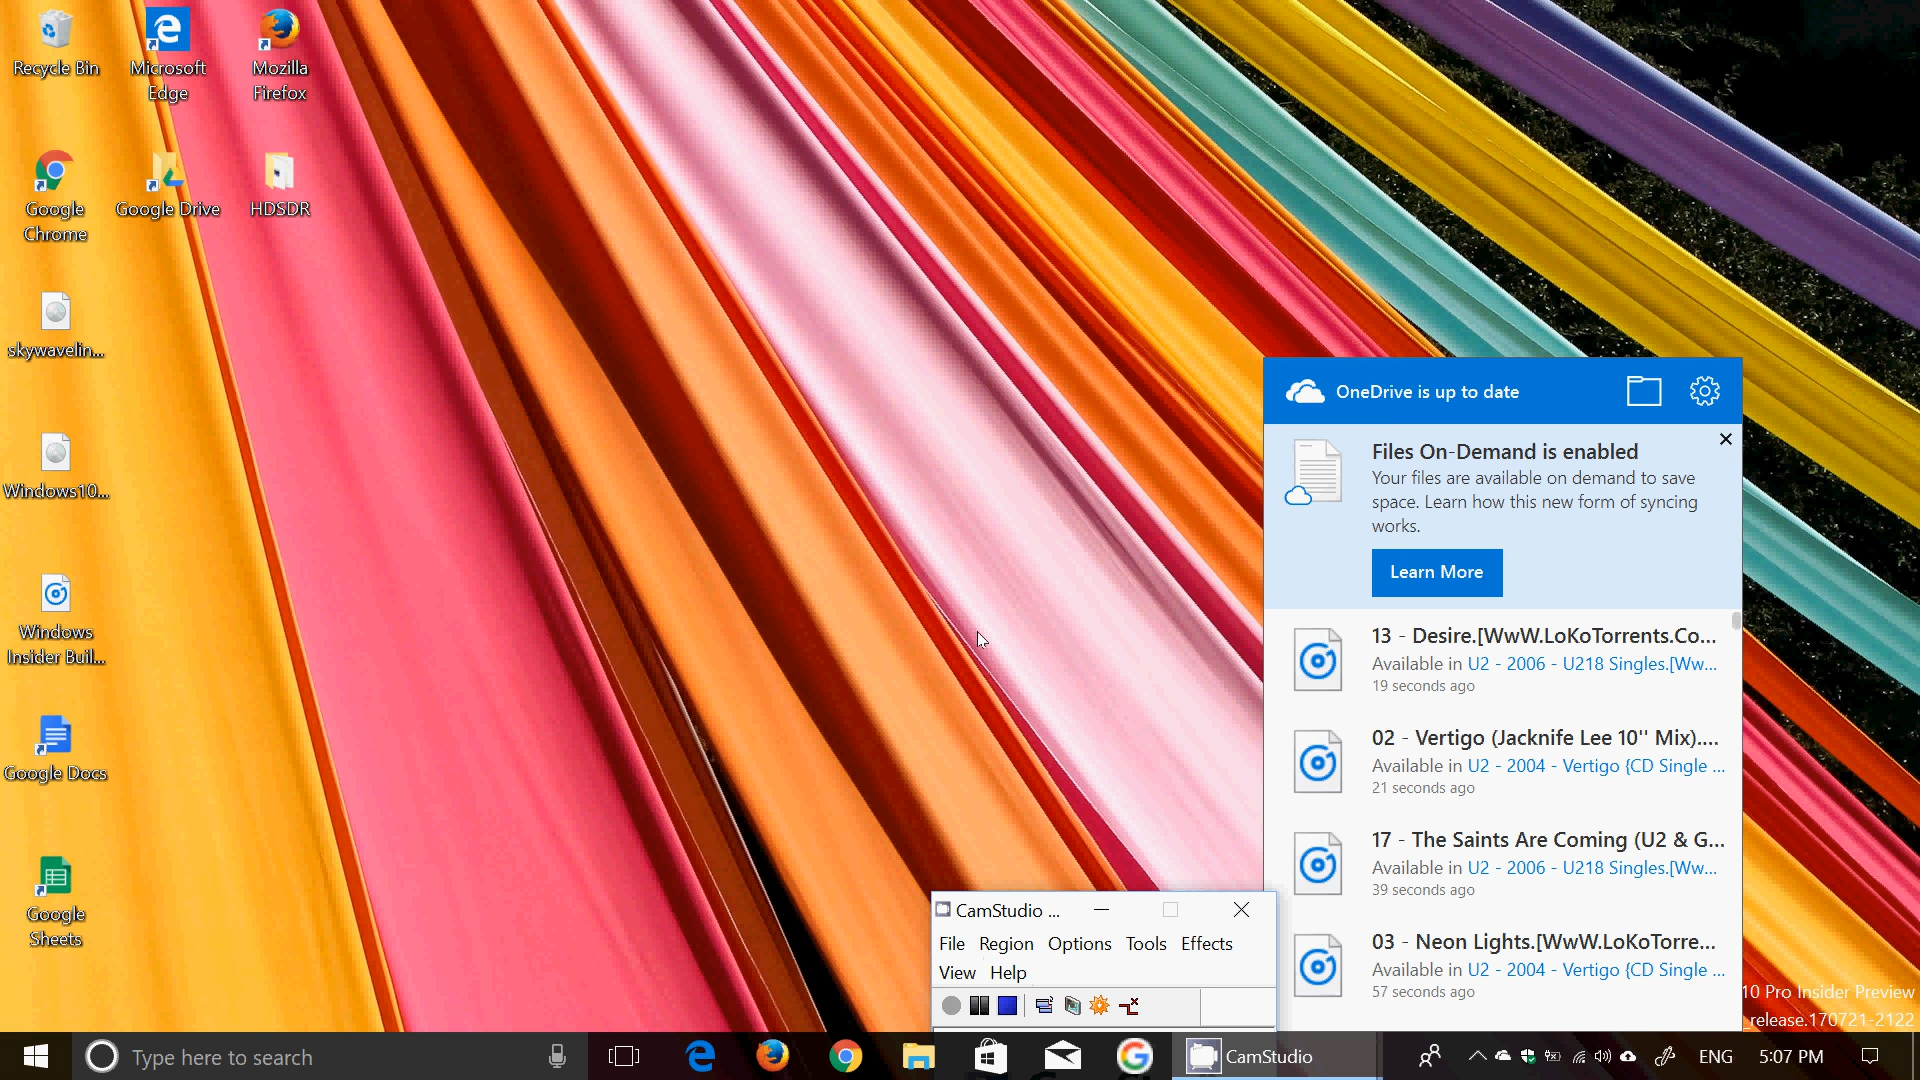 Recycle Bin
Microsoft
Edge
Mozilla
Firefox
Google
Chrome
Google Drive
HDSDR
skywavelin...
Windows10...
Windows
Insider Buil...
Google Docs
Google
Sheets
OneDrive is up to date
Files On-Demand is enabled
Your files are available on demand to save
space. Learn how this new form of syncing
works.
Learn More
13 - Desire.[WwW.LoKoTorrents.Co...
Available in U2 - 2006 - U218 Singles.[Ww...
19 seconds ago
02 - Vertigo (Jacknife Lee 10'' Mix)....
Available in U2 - 2004 - Vertigo {CD Single ...
21 seconds ago
17 - The Saints Are Coming (U2 & G...
Available in U2 - 2006 - U218 Singles.[Ww...
39 seconds ago
03 - Neon Lights.[WwW.LoKoTorre...
Available in U2 - 2004 - Vertigo {CD Single ...
57 seconds ago
CamStudio ...
File Region Options Tools Effects
View Help
10 Pro Insider Preview
_release.170721-2122
Type here to search
CamStudio
ENG
5:07 PM